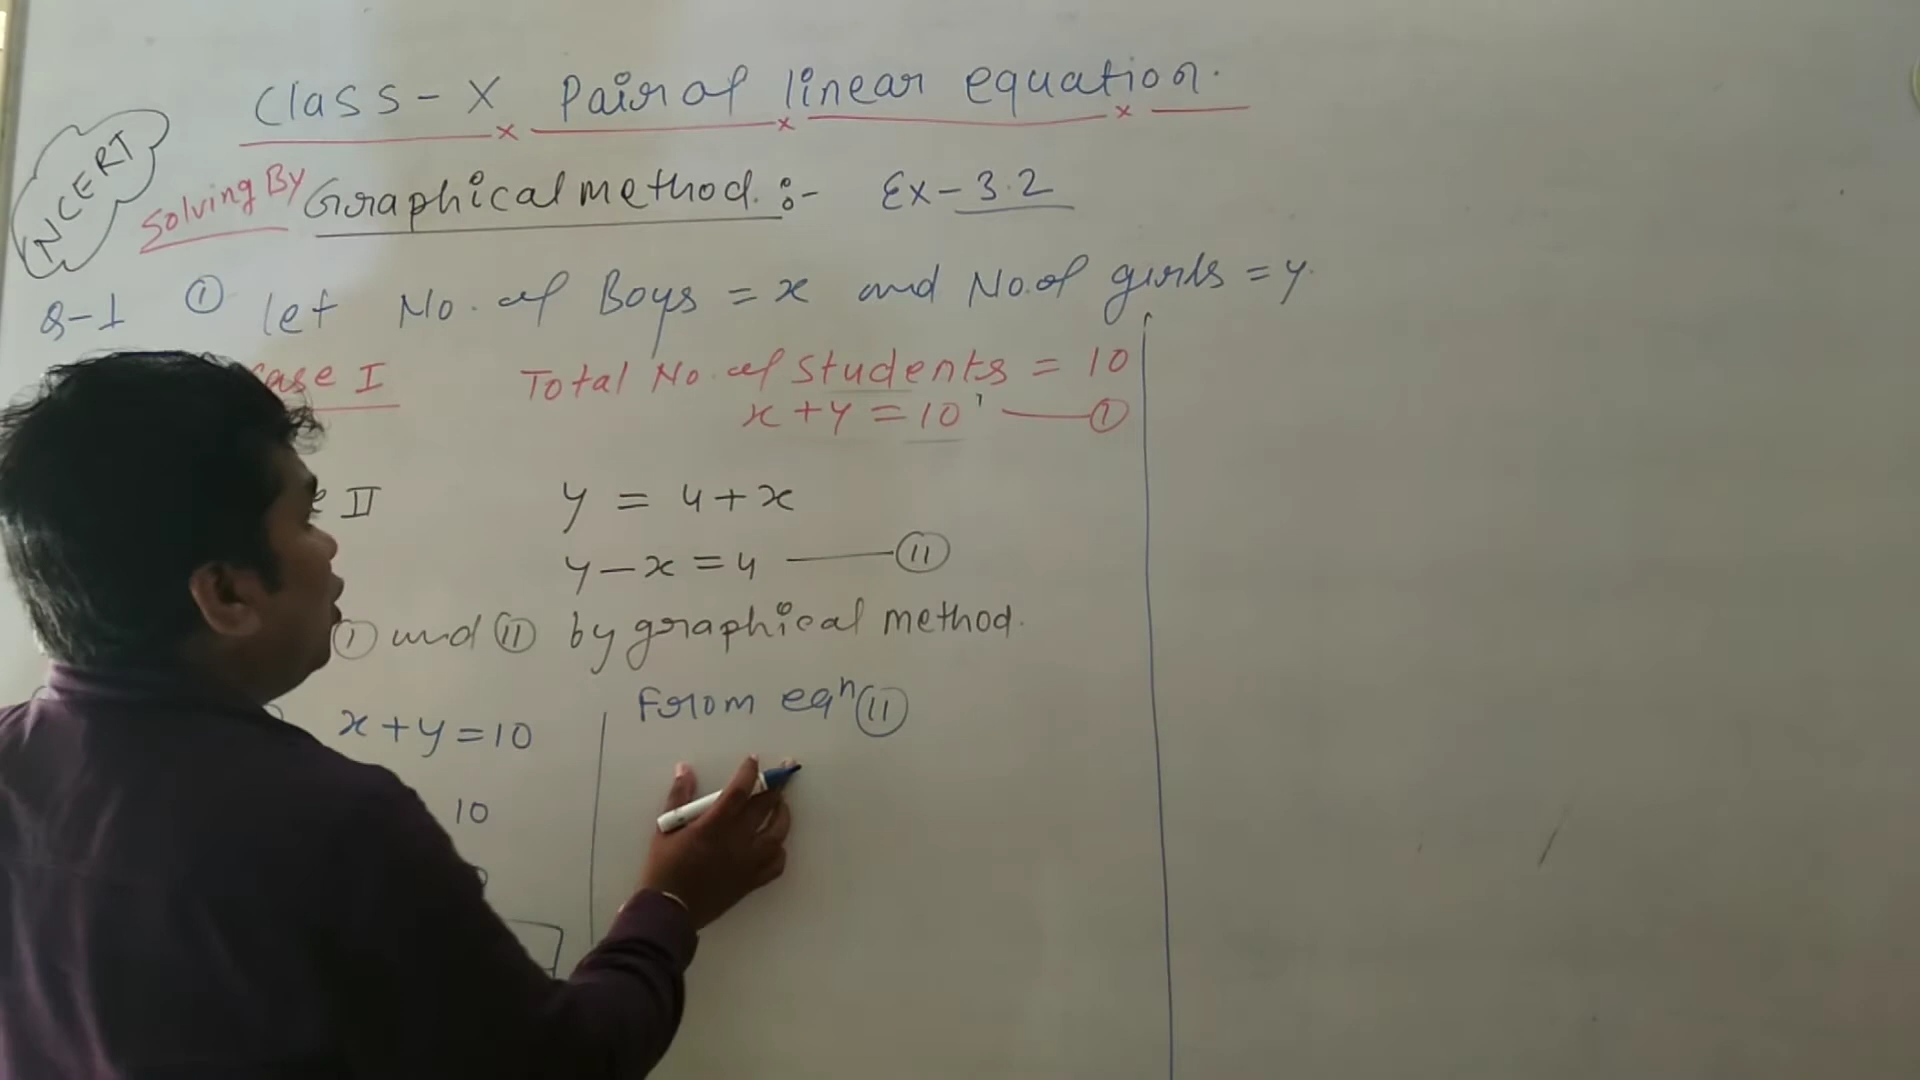 Class - X Pair of linear equation.
NCERT
Solving By Graphical method. :- Ex - 3.2
Q-1 ① let No. of Boys = x and No. of girls = y.
Case I Total No. of Students = 10
x + y = 10 — ①
II y = 4 + x
y - x = 4 — ⑪
① and ⑪ by graphical method.
From eqⁿ ⑪
x + y = 10
10